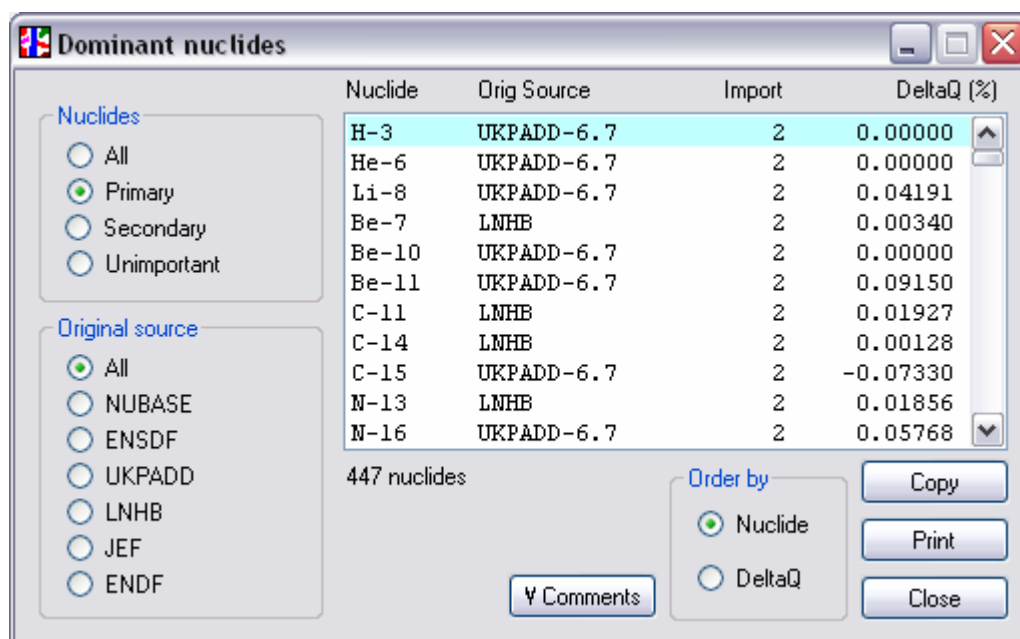 Dominant nuclides
Nuclides
All
Primary
Secondary
Unimportant
Original source
All
NUBASE
ENSDF
UKPADD
LNHB
JEF
ENDF
Nuclide Orig Source Import DeltaQ (%)
H-3 UKPADD-6.7 2 0.00000
He-6 UKPADD-6.7 2 0.00000
Li-8 UKPADD-6.7 2 0.04191
Be-7 LNHB 2 0.00340
Be-10 UKPADD-6.7 2 0.00000
Be-11 UKPADD-6.7 2 0.09150
C-11 LNHB 2 0.01927
C-14 LNHB 2 0.00128
C-15 UKPADD-6.7 2 -0.07330
N-13 LNHB 2 0.01856
N-16 UKPADD-6.7 2 0.05768
447 nuclides
Order by
Nuclide
DeltaQ
¥ Comments
Copy
Print
Close